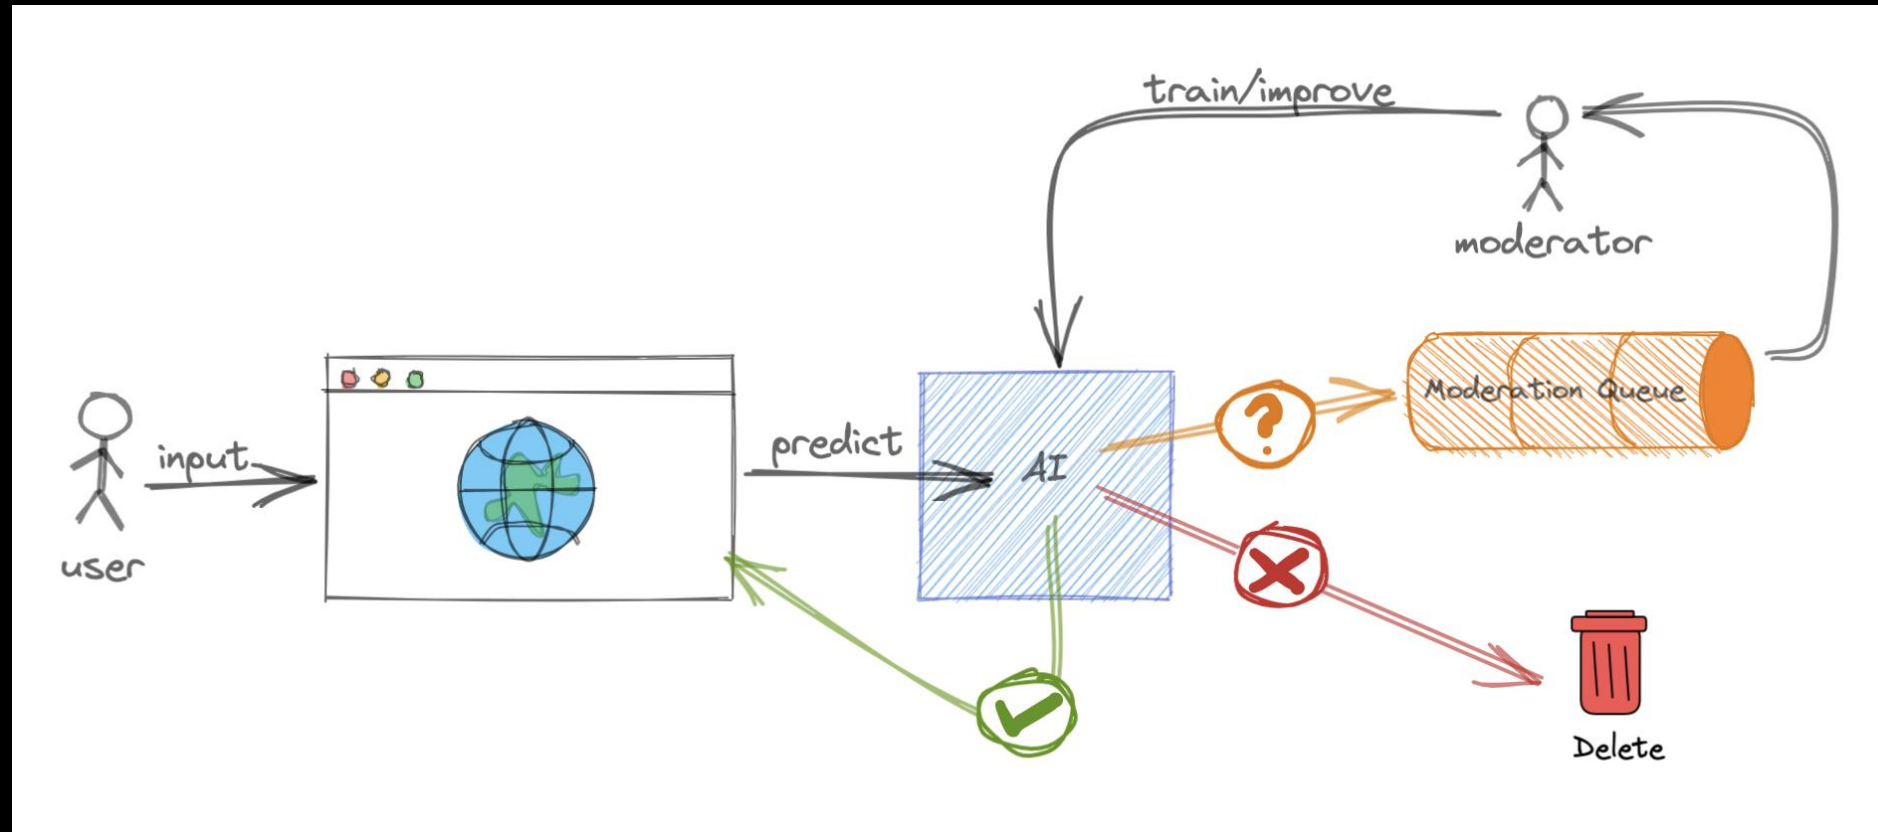 train/improve
moderator
input
predict
AI
?
Moderation Queue
user
Delete